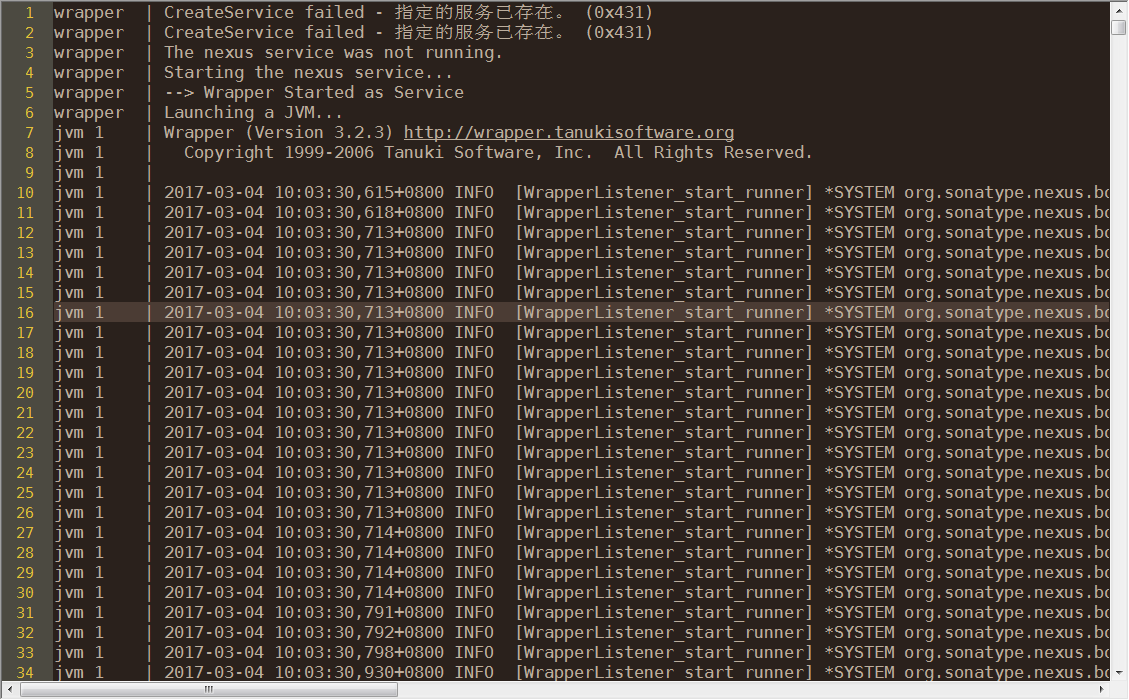 1 wrapper  | CreateService failed - 指定的服务已存在。 (0x431)
2 wrapper  | CreateService failed - 指定的服务已存在。 (0x431)
3 wrapper  | The nexus service was not running.
4 wrapper  | Starting the nexus service...
5 wrapper  | --> Wrapper Started as Service
6 wrapper  | Launching a JVM...
7 jvm 1    | Wrapper (Version 3.2.3) http://wrapper.tanukisoftware.org
8 jvm 1    |   Copyright 1999-2006 Tanuki Software, Inc.  All Rights Reserved.
9 jvm 1    |
10 jvm 1    | 2017-03-04 10:03:30,615+0800 INFO  [WrapperListener_start_runner] *SYSTEM org.sonatype.nexus.bo
11 jvm 1    | 2017-03-04 10:03:30,618+0800 INFO  [WrapperListener_start_runner] *SYSTEM org.sonatype.nexus.bo
12 jvm 1    | 2017-03-04 10:03:30,713+0800 INFO  [WrapperListener_start_runner] *SYSTEM org.sonatype.nexus.bo
13 jvm 1    | 2017-03-04 10:03:30,713+0800 INFO  [WrapperListener_start_runner] *SYSTEM org.sonatype.nexus.bo
14 jvm 1    | 2017-03-04 10:03:30,713+0800 INFO  [WrapperListener_start_runner] *SYSTEM org.sonatype.nexus.bo
15 jvm 1    | 2017-03-04 10:03:30,713+0800 INFO  [WrapperListener_start_runner] *SYSTEM org.sonatype.nexus.bo
16 jvm 1    | 2017-03-04 10:03:30,713+0800 INFO  [WrapperListener_start_runner] *SYSTEM org.sonatype.nexus.bo
17 jvm 1    | 2017-03-04 10:03:30,713+0800 INFO  [WrapperListener_start_runner] *SYSTEM org.sonatype.nexus.bo
18 jvm 1    | 2017-03-04 10:03:30,713+0800 INFO  [WrapperListener_start_runner] *SYSTEM org.sonatype.nexus.bo
19 jvm 1    | 2017-03-04 10:03:30,713+0800 INFO  [WrapperListener_start_runner] *SYSTEM org.sonatype.nexus.bo
20 jvm 1    | 2017-03-04 10:03:30,713+0800 INFO  [WrapperListener_start_runner] *SYSTEM org.sonatype.nexus.bo
21 jvm 1    | 2017-03-04 10:03:30,713+0800 INFO  [WrapperListener_start_runner] *SYSTEM org.sonatype.nexus.bo
22 jvm 1    | 2017-03-04 10:03:30,713+0800 INFO  [WrapperListener_start_runner] *SYSTEM org.sonatype.nexus.bo
23 jvm 1    | 2017-03-04 10:03:30,713+0800 INFO  [WrapperListener_start_runner] *SYSTEM org.sonatype.nexus.bo
24 jvm 1    | 2017-03-04 10:03:30,713+0800 INFO  [WrapperListener_start_runner] *SYSTEM org.sonatype.nexus.bo
25 jvm 1    | 2017-03-04 10:03:30,713+0800 INFO  [WrapperListener_start_runner] *SYSTEM org.sonatype.nexus.bo
26 jvm 1    | 2017-03-04 10:03:30,713+0800 INFO  [WrapperListener_start_runner] *SYSTEM org.sonatype.nexus.bo
27 jvm 1    | 2017-03-04 10:03:30,714+0800 INFO  [WrapperListener_start_runner] *SYSTEM org.sonatype.nexus.bo
28 jvm 1    | 2017-03-04 10:03:30,714+0800 INFO  [WrapperListener_start_runner] *SYSTEM org.sonatype.nexus.bo
29 jvm 1    | 2017-03-04 10:03:30,714+0800 INFO  [WrapperListener_start_runner] *SYSTEM org.sonatype.nexus.bo
30 jvm 1    | 2017-03-04 10:03:30,714+0800 INFO  [WrapperListener_start_runner] *SYSTEM org.sonatype.nexus.bo
31 jvm 1    | 2017-03-04 10:03:30,791+0800 INFO  [WrapperListener_start_runner] *SYSTEM org.sonatype.nexus.bo
32 jvm 1    | 2017-03-04 10:03:30,792+0800 INFO  [WrapperListener_start_runner] *SYSTEM org.sonatype.nexus.bo
33 jvm 1    | 2017-03-04 10:03:30,798+0800 INFO  [WrapperListener_start_runner] *SYSTEM org.sonatype.nexus.bo
34 jvm 1    | 2017-03-04 10:03:30,930+0800 INFO  [WrapperListener_start_runner] *SYSTEM org.sonatype.nexus.bo